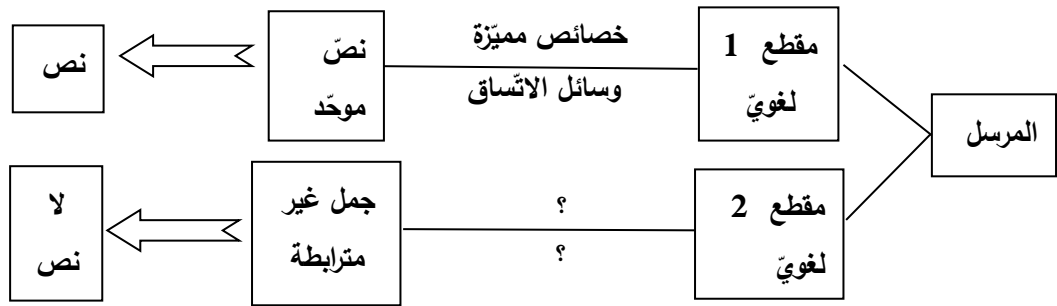 المرسل
مقطع 1
لغويّ
خصائص مميّزة
وسائل الاتّساق
نصّ
موحّد
نص
مقطع 2
لغويّ
؟
؟
جمل غير
مترابطة
لا
نص